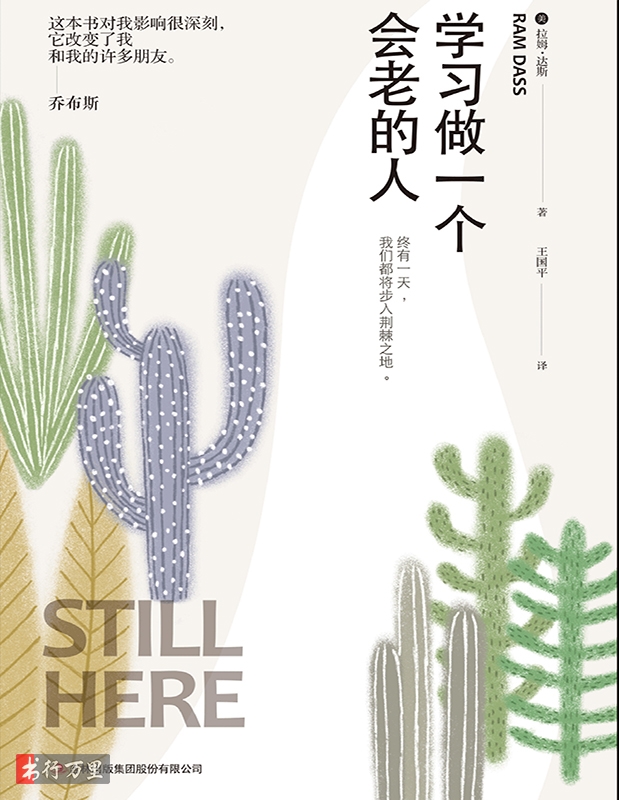 这本书对我影响很深刻，
它改变了我
和我的许多朋友。
乔布斯
美 拉姆·达斯
RAM DASS
著
王国平
译
学习做一个
会老的人
终有一天，
我们都将步入荆棘之地。
STILL
HERE
书行万里
出版集团股份有限公司